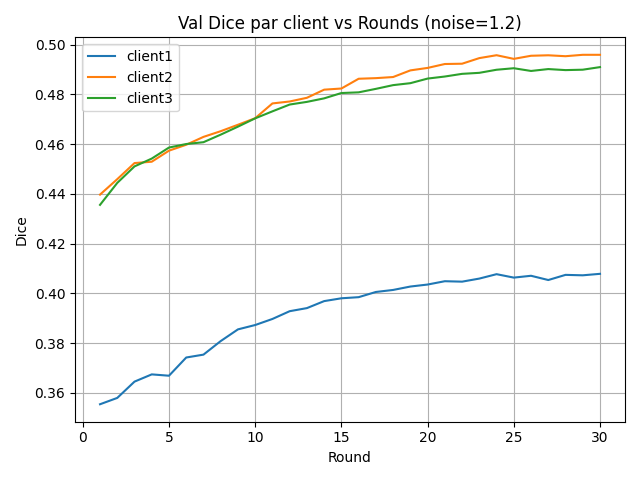 Val Dice par client vs Rounds (noise=1.2)
client1
client2
client3
Dice
0.50
0.48
0.46
0.44
0.42
0.40
0.38
0.36
0 5 10 15 20 25 30
Round